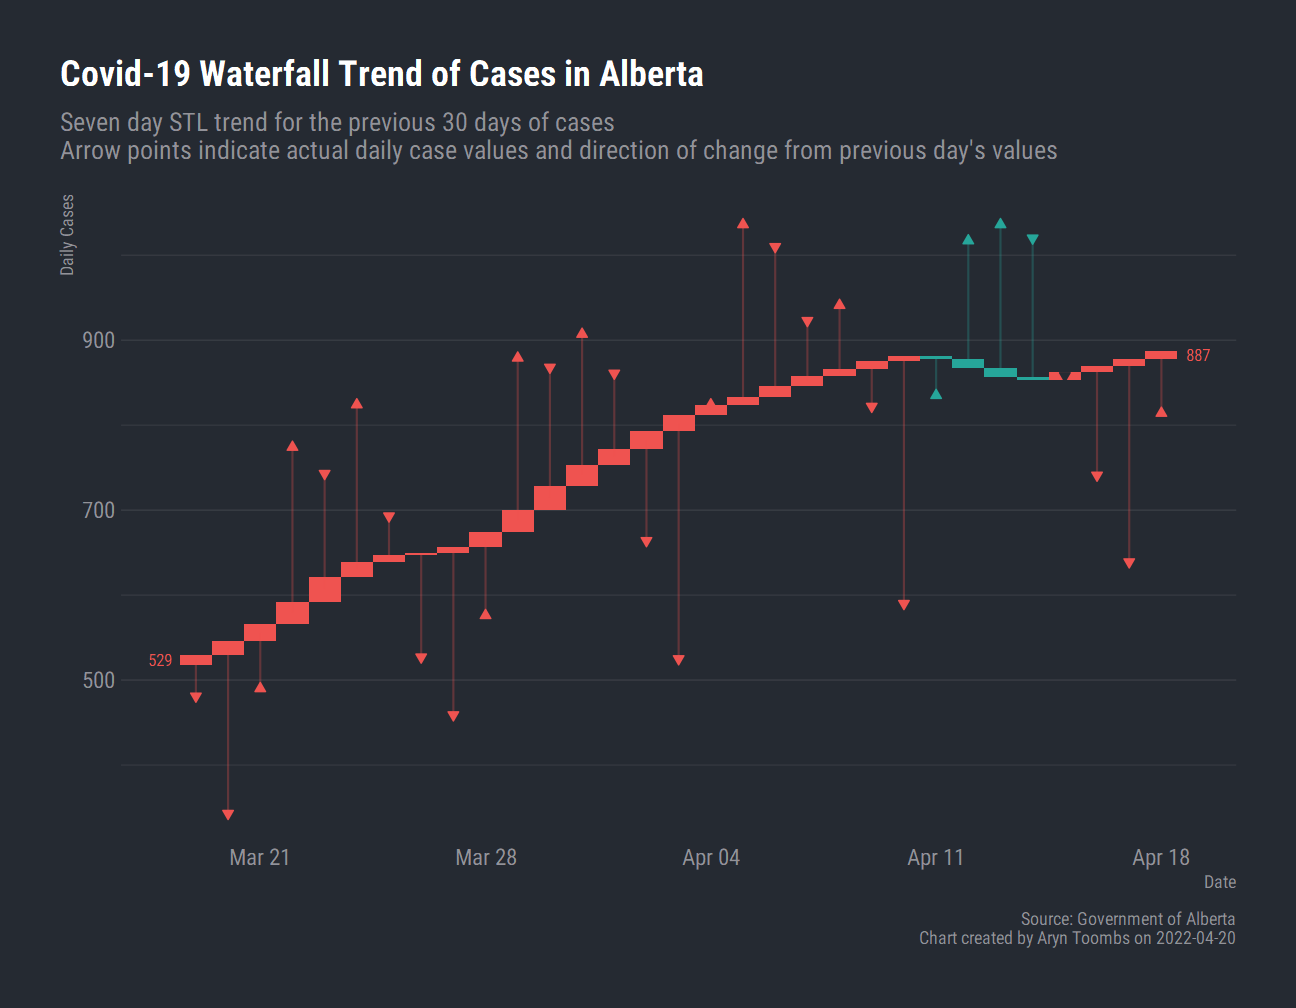 Covid-19 Waterfall Trend of Cases in Alberta
Seven day STL trend for the previous 30 days of cases
Arrow points indicate actual daily case values and direction of change from previous day's values
Daily Cases
900
700
500
529
887
Mar 21
Mar 28
Apr 04
Apr 11
Apr 18
Date
Source: Government of Alberta
Chart created by Aryn Toombs on 2022-04-20